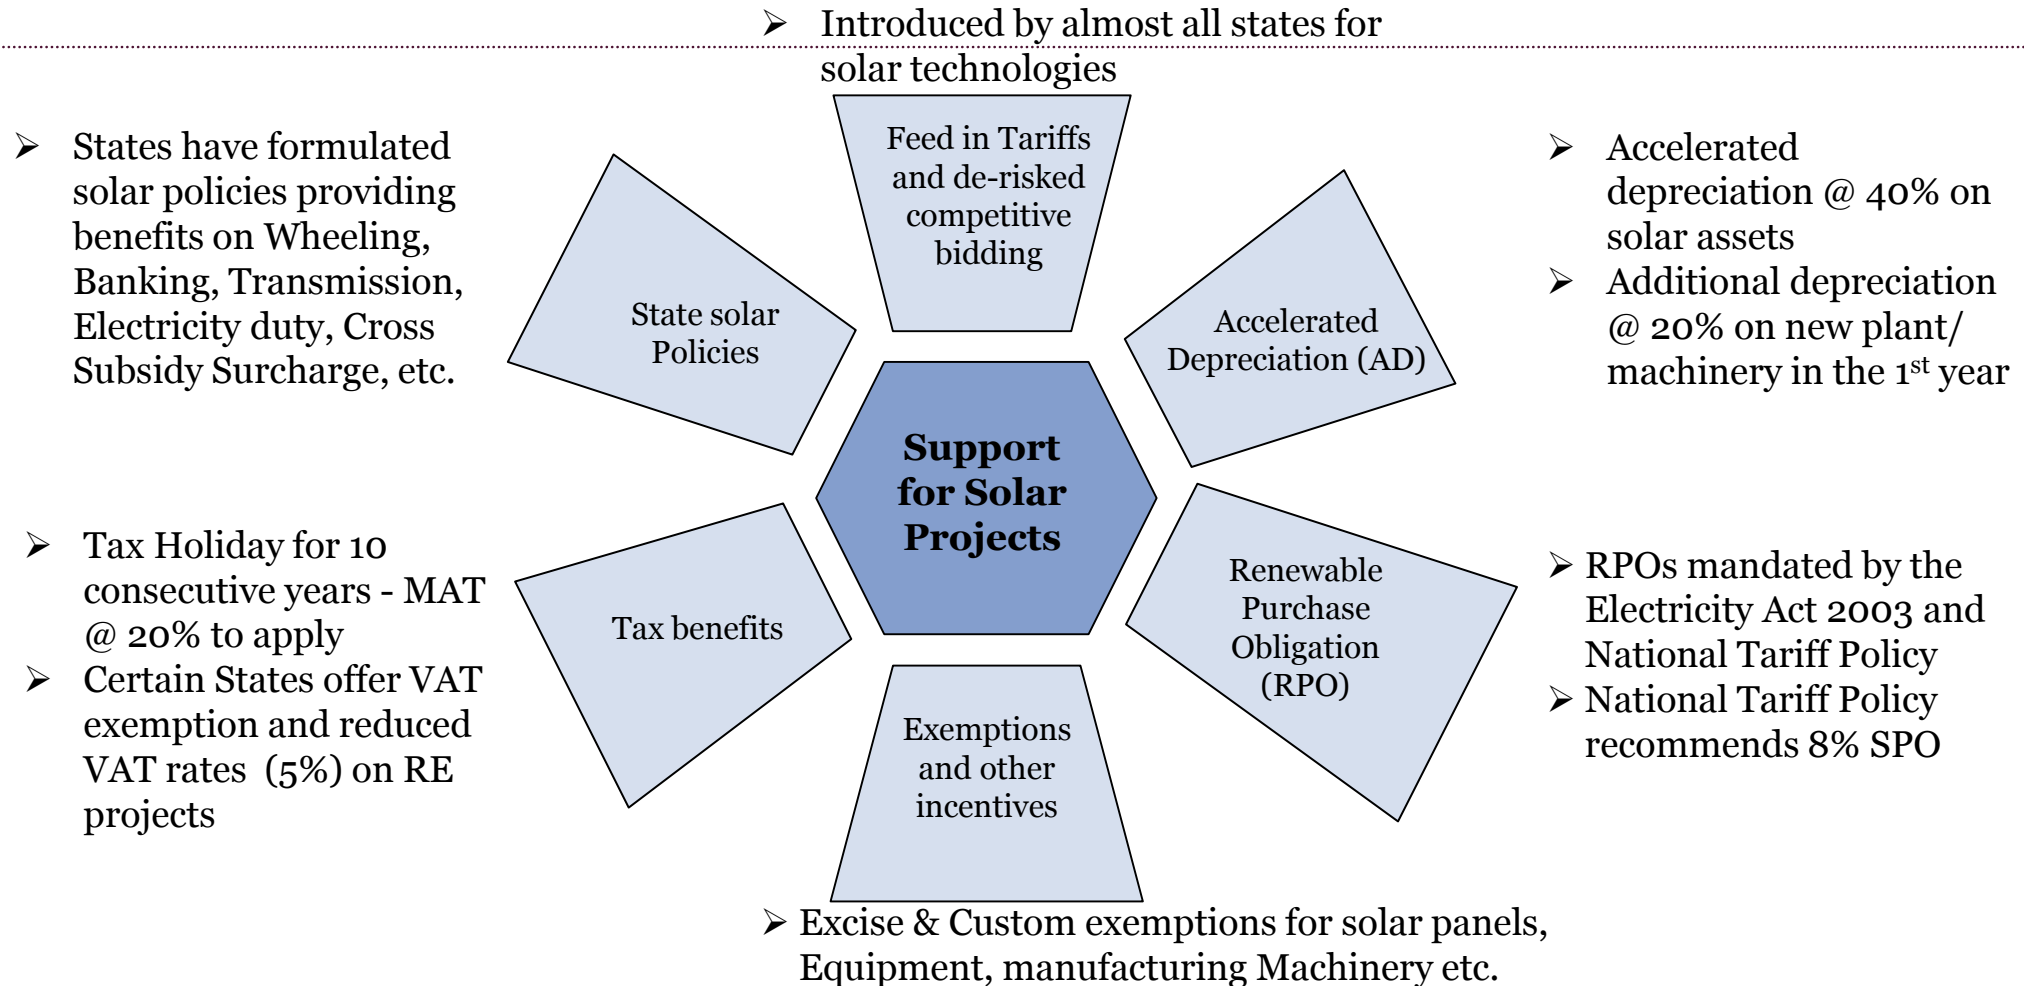 ➢ Introduced by almost all states for
solar technologies
Feed in Tariffs
and de-risked
competitive
bidding
➢ States have formulated
solar policies providing
benefits on Wheeling,
Banking, Transmission,
Electricity duty, Cross
Subsidy Surcharge, etc.
State solar
Policies
➢ Accelerated
depreciation @ 40% on
solar assets
➢ Additional depreciation
@ 20% on new plant/
machinery in the 1st year
Accelerated
Depreciation (AD)
Support
for Solar
Projects
➢ Tax Holiday for 10
consecutive years - MAT
@ 20% to apply
➢ Certain States offer VAT
exemption and reduced
VAT rates (5%) on RE
projects
Tax benefits
Renewable
Purchase
Obligation
(RPO)
➢ RPOs mandated by the
Electricity Act 2003 and
National Tariff Policy
➢ National Tariff Policy
recommends 8% SPO
Exemptions
and other
incentives
➢ Excise & Custom exemptions for solar panels,
Equipment, manufacturing Machinery etc.